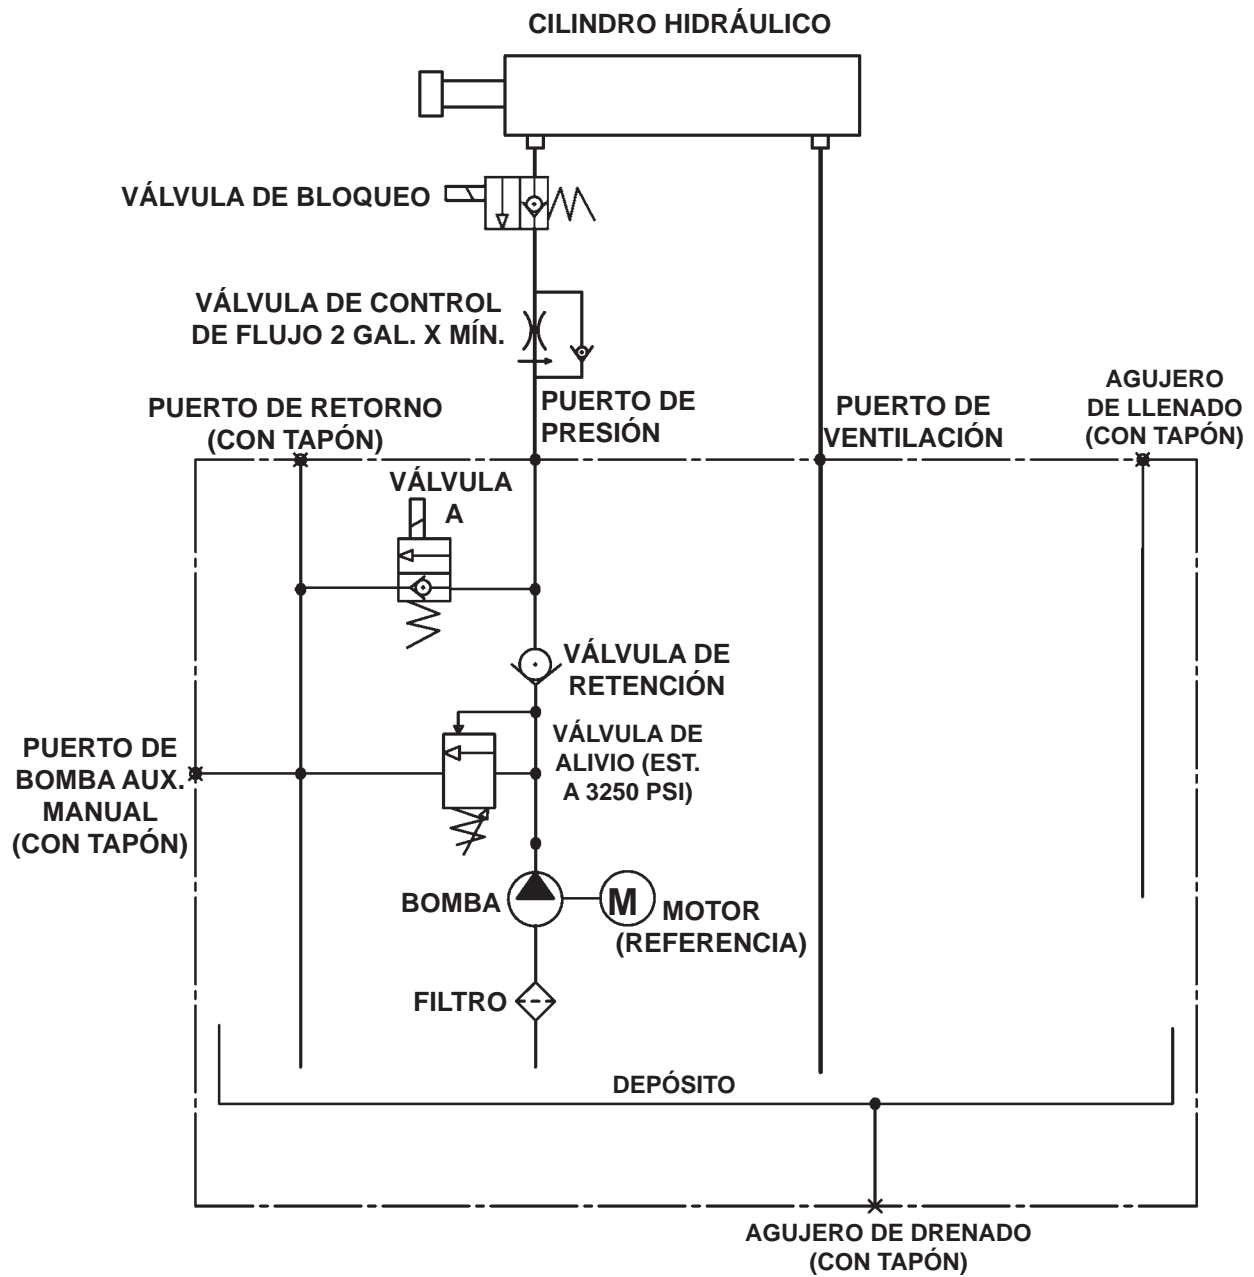 CILINDRO HIDRÁULICO
VÁLVULA DE BLOQUEO
VÁLVULA DE CONTROL
DE FLUJO 2 GAL. X MÍN.
PUERTO DE RETORNO
(CON TAPÓN)
PUERTO DE
PRESIÓN
PUERTO DE
VENTILACIÓN
AGUJERO
DE LLENADO
(CON TAPÓN)
VÁLVULA
A
VÁLVULA DE
RETENCIÓN
VÁLVULA DE
ALIVIO (EST.
A 3250 PSI)
PUERTO DE
BOMBA AUX.
MANUAL
(CON TAPÓN)
BOMBA
M
MOTOR
(REFERENCIA)
FILTRO
DEPÓSITO
AGUJERO DE DRENADO
(CON TAPÓN)